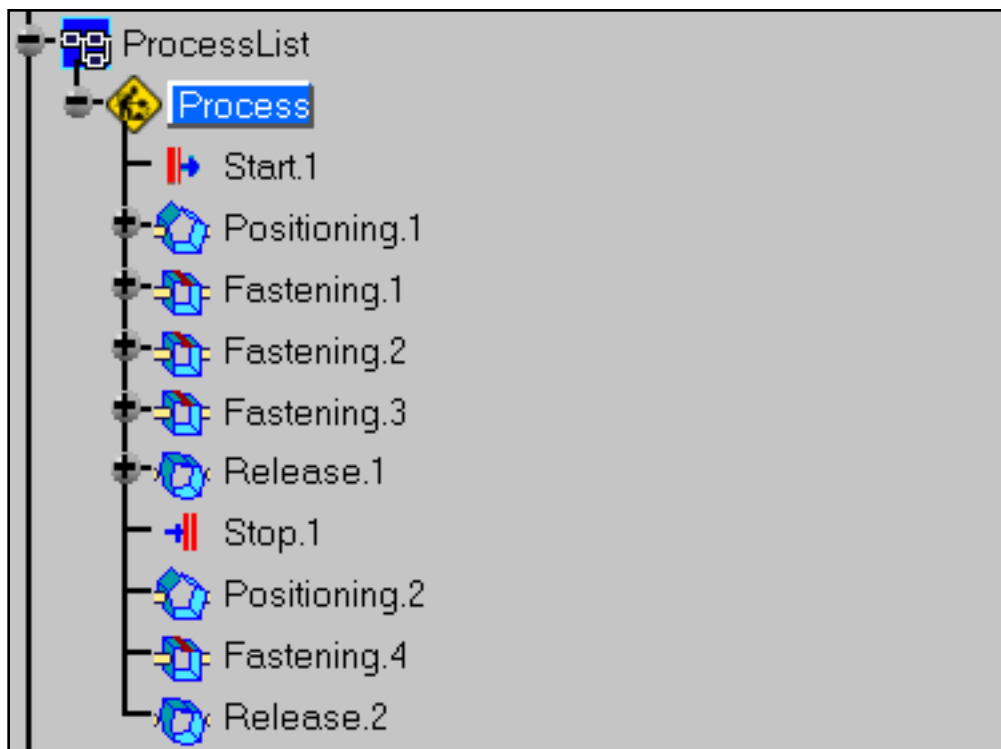 ProcessList
Process
Start.1
Positioning.1
Fastening.1
Fastening.2
Fastening.3
Release.1
Stop.1
Positioning.2
Fastening.4
Release.2